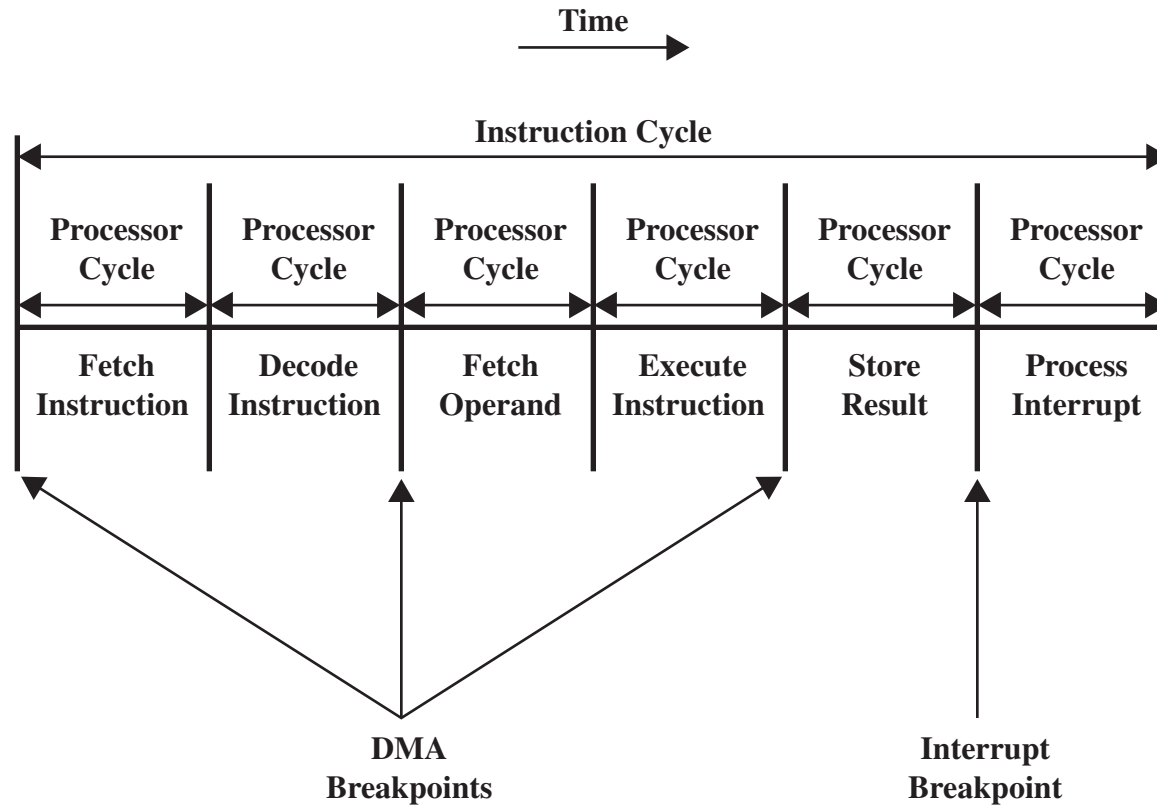 Time
Instruction Cycle
Processor
Cycle
Processor
Cycle
Processor
Cycle
Processor
Cycle
Processor
Cycle
Processor
Cycle
Fetch
Instruction
Decode
Instruction
Fetch
Operand
Execute
Instruction
Store
Result
Process
Interrupt
DMA
Breakpoints
Interrupt
Breakpoint